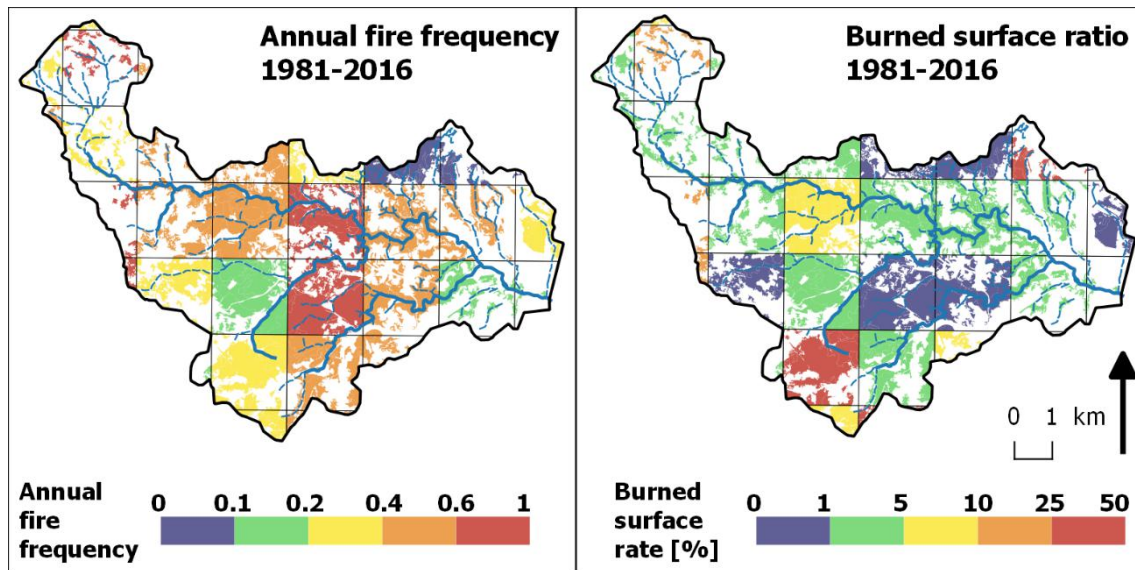 Annual fire frequency
1981-2016
Annual
fire
frequency
0 0.1 0.2 0.4 0.6 1
Burned surface ratio
1981-2016
0 1 km
Burned
surface
rate [%]
0 1 5 10 25 50